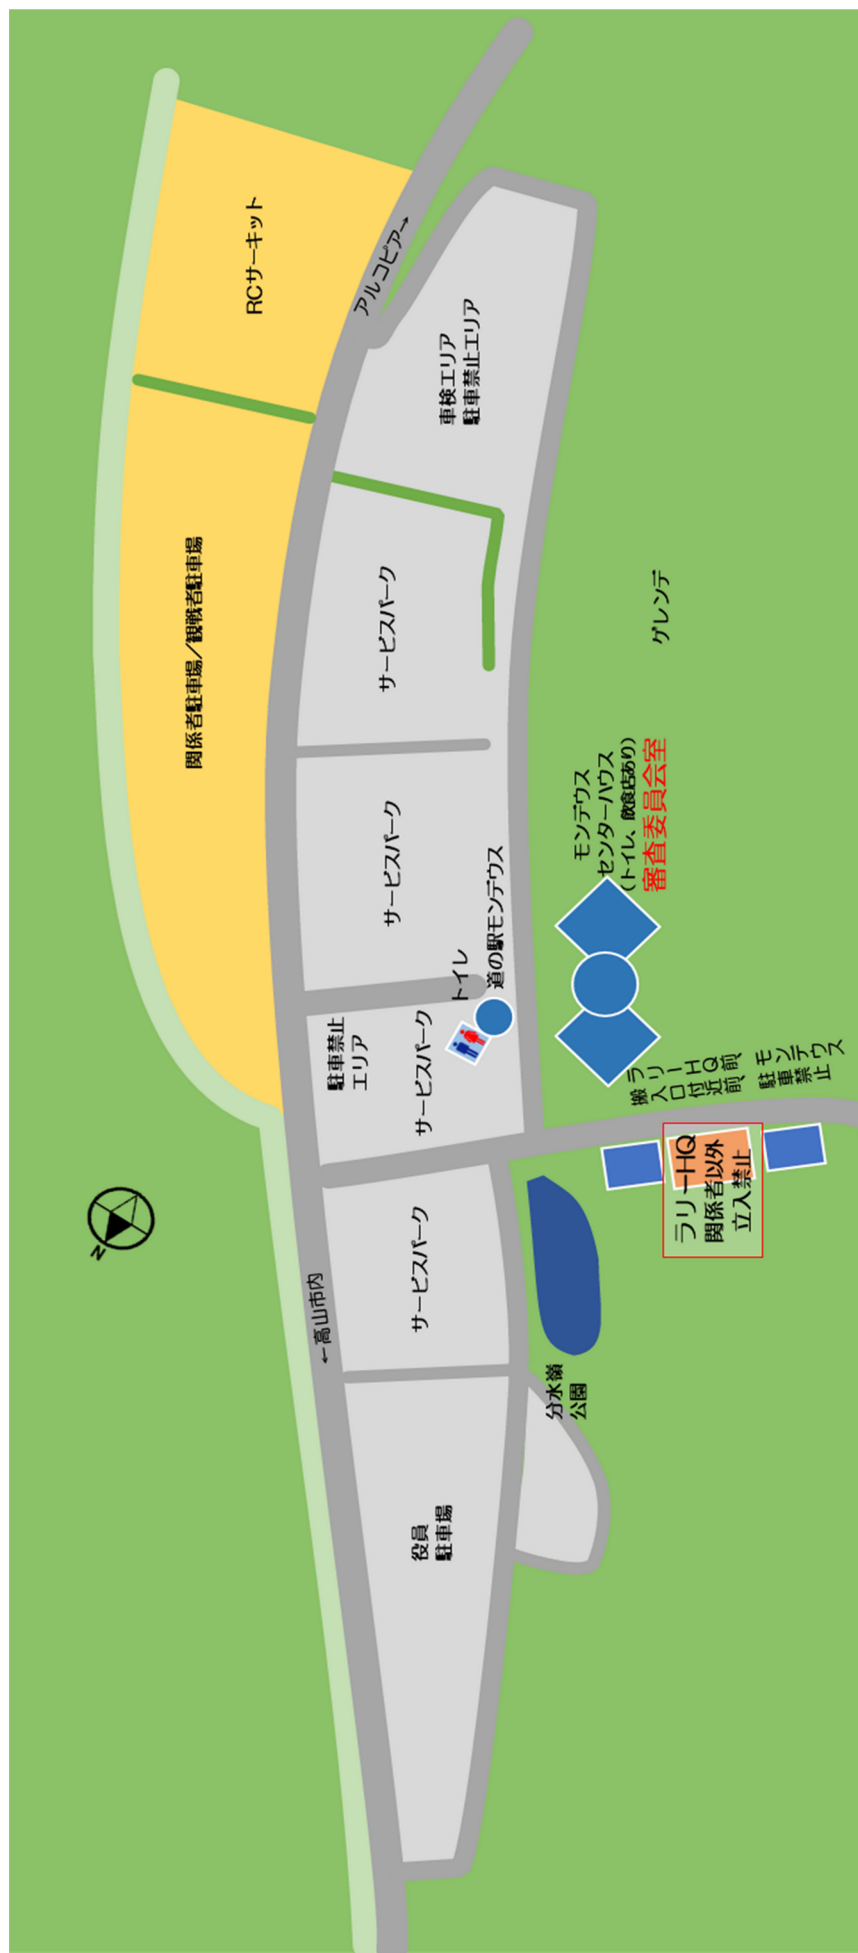 N
RCサーキット
関係者駐車場／観戦者駐車場
←高山市内
アルコピア→
駐車禁止
エリア
サービスパーク
サービスパーク
サービスパーク
サービスパーク
役員
駐車場
車検エリア
駐車禁止エリア
トイレ
道の駅モンデウス
分水嶺
公園
モンデウス
センターハウス
（トイレ、飲食店あり）
審査委員会室
ゲレンデ
ラリーHQ前
搬入口付近前
モンデウス
駐車禁止
ラリーHQ
関係者以外
立入禁止